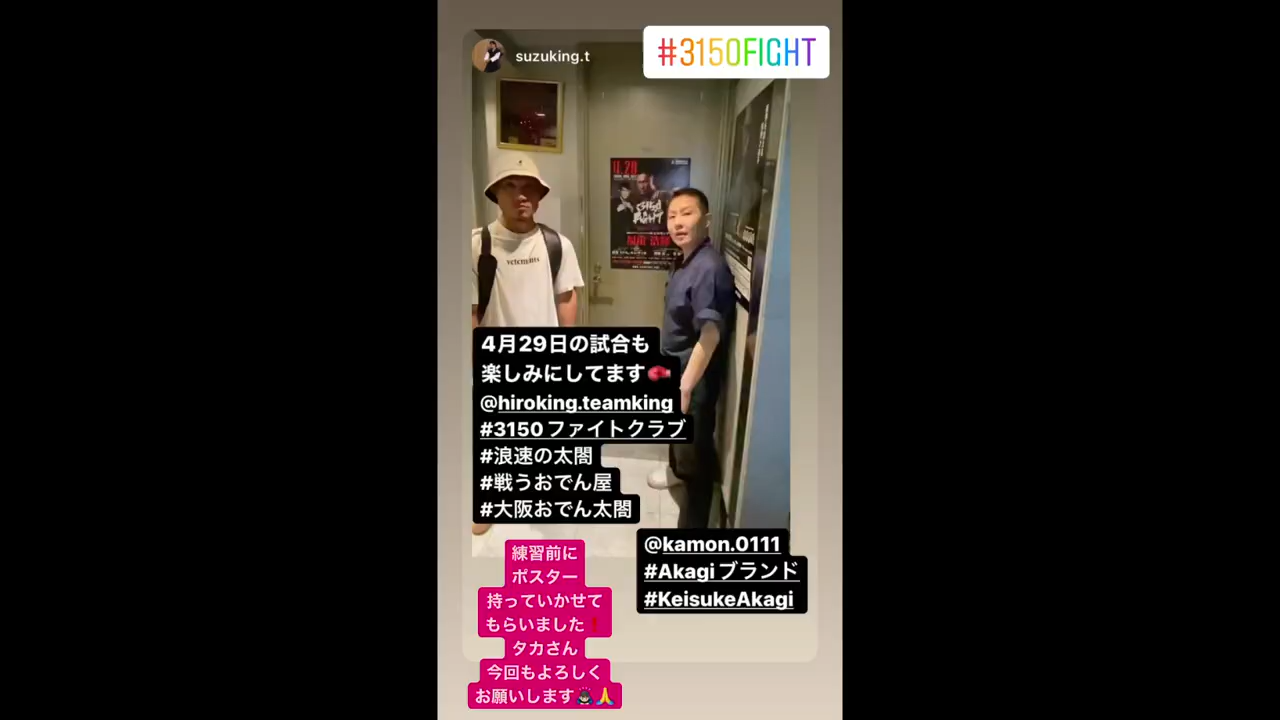 suzuking.t
#3150FIGHT
vetements
4月29日の試合も
楽しみにしてます🥊
@hiroking.teamking
#3150ファイトクラブ
#浪速の太閤
#戦うおでん屋
#大阪おでん太閤
@kamon.0111
#Akagiブランド
#KeisukeAkagi
練習前に
ポスター
持っていかせて
もらいました❗
タカさん
今回もよろしく
お願いします🙇🏿‍♂️🙏